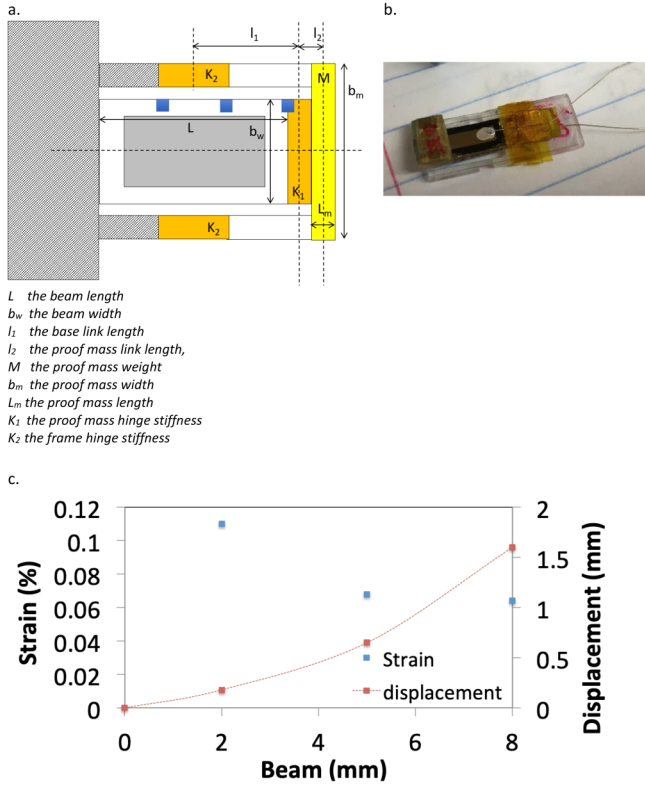 a.
b.
l₁
l₂
K₂
M
bₘ
L
b_w
K₁
Lₘ
K₂
L the beam length
b_w the beam width
l₁ the base link length
l₂ the proof mass link length,
M the proof mass weight
bₘ the proof mass width
Lₘ the proof mass length
K₁ the proof mass hinge stiffness
K₂ the frame hinge stiffness
c.
0.12
0.1
0.08
0.06
0.04
0.02
0
Strain (%)
2
1.5
1
0.5
0
Displacement (mm)
Strain
displacement
0
2
4
6
8
Beam (mm)